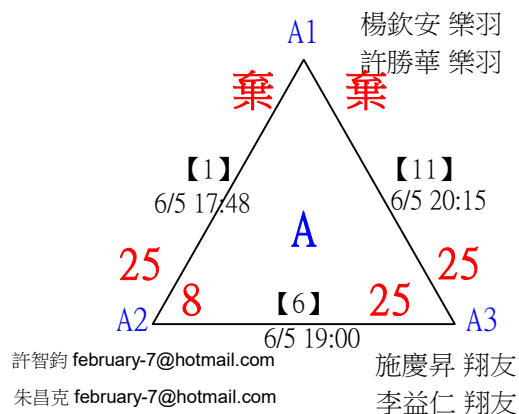 A1
楊欽安 樂羽
許勝華 樂羽
棄 棄
【1】
6/5 17:48
【11】
6/5 20:15
A
25
25
8
25
A2
【6】
A3
6/5 19:00
許智鈞 february-7@hotmail.com
朱昌克 february-7@hotmail.com
施慶昇 翔友
李益仁 翔友